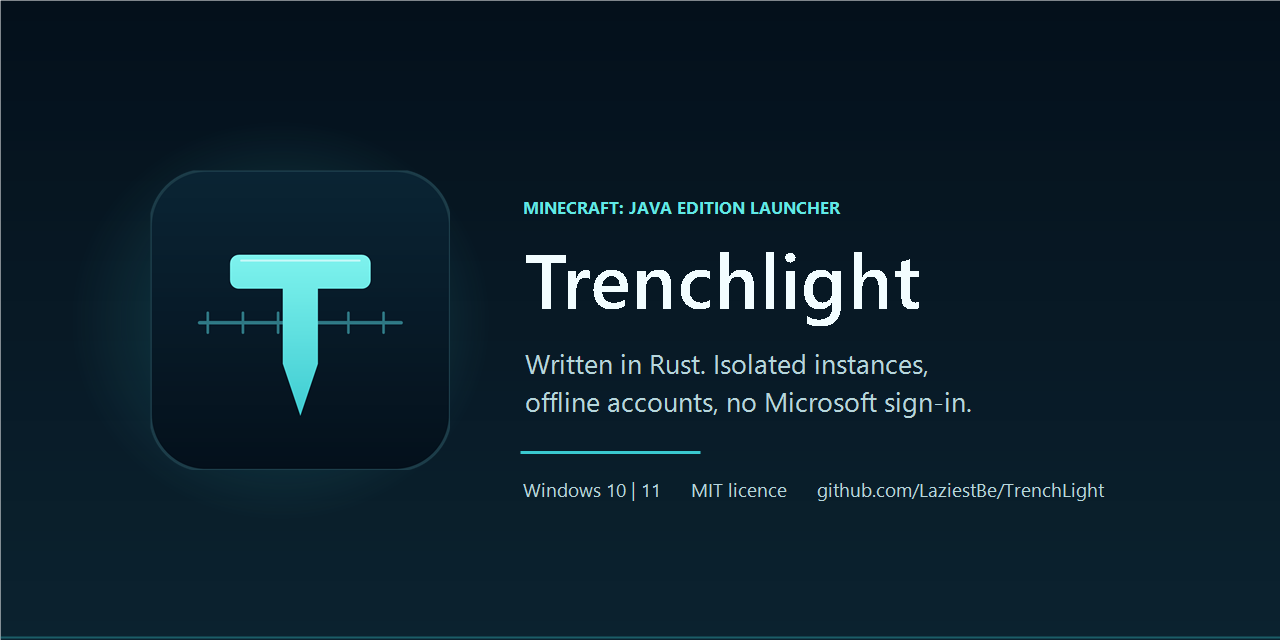 T
MINECRAFT: JAVA EDITION LAUNCHER
Trenchlight
Written in Rust. Isolated instances,
offline accounts, no Microsoft sign-in.
Windows 10 | 11 MIT licence github.com/LaziestBe/TrenchLight